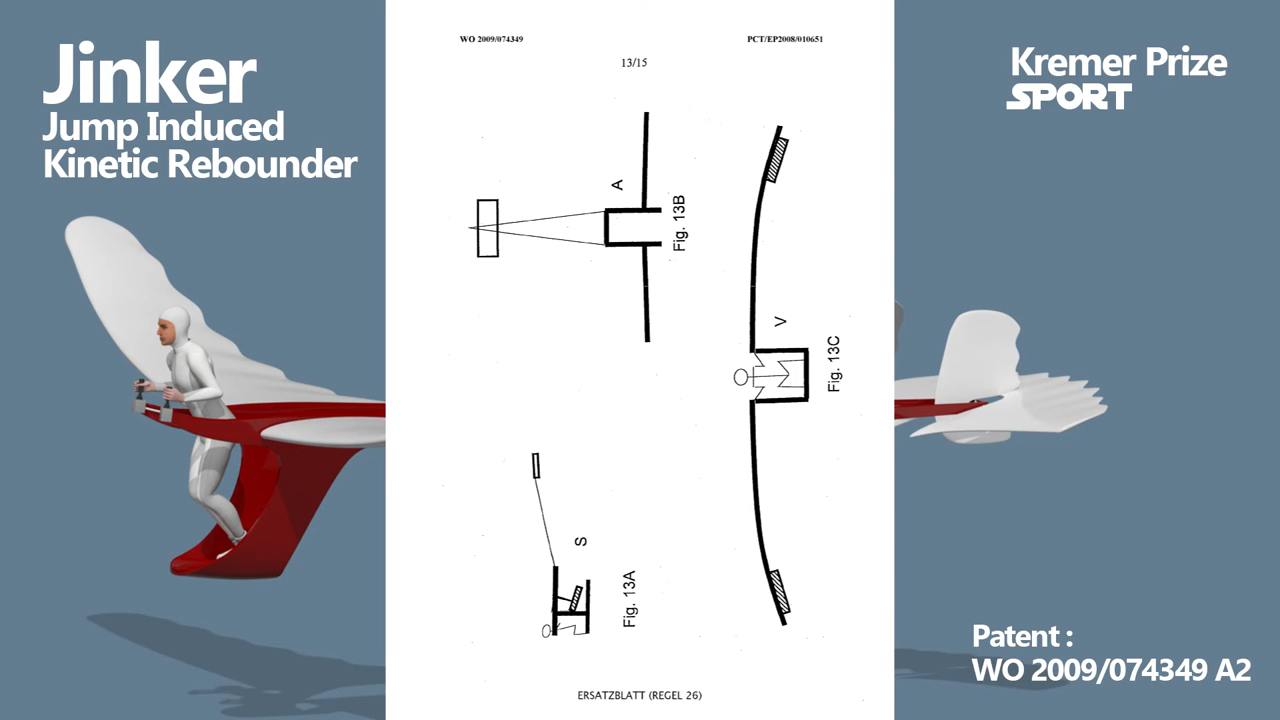 Jinker
Jump Induced
Kinetic Rebounder
WO 2009/074349
PCT/EP2008/010651
13/15
A
Fig. 13B
V
Fig. 13C
S
Fig. 13A
ERSATZBLATT (REGEL 26)
Kremer Prize
SPORT
Patent :
WO 2009/074349 A2